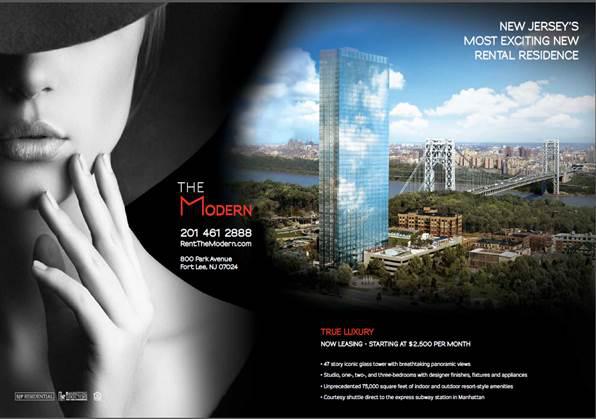 NEW JERSEY'S
MOST EXCITING NEW
RENTAL RESIDENCE
THE
MODERN
201 461 2888
RentTheModern.com
800 Park Avenue
Fort Lee, NJ 07024
TRUE LUXURY
NOW LEASING - STARTING AT $2,500 PER MONTH
• 47 story iconic glass tower with breathtaking panoramic views
• Studio, one-, two-, and three-bedrooms with designer finishes, fixtures and appliances
• Unprecedented 75,000 square feet of indoor and outdoor resort-style amenities
• Courtesy shuttle direct to the express subway station in Manhattan
RESIDENTIAL